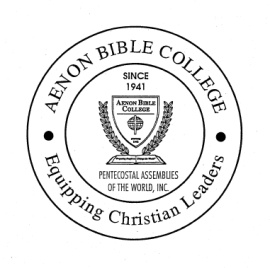 AENON BIBLE COLLEGE
SINCE
1941
AENON BIBLE
COLLEGE
PENTECOSTAL ASSEMBLIES
OF THE WORLD, INC.
Equipping Christian Leaders